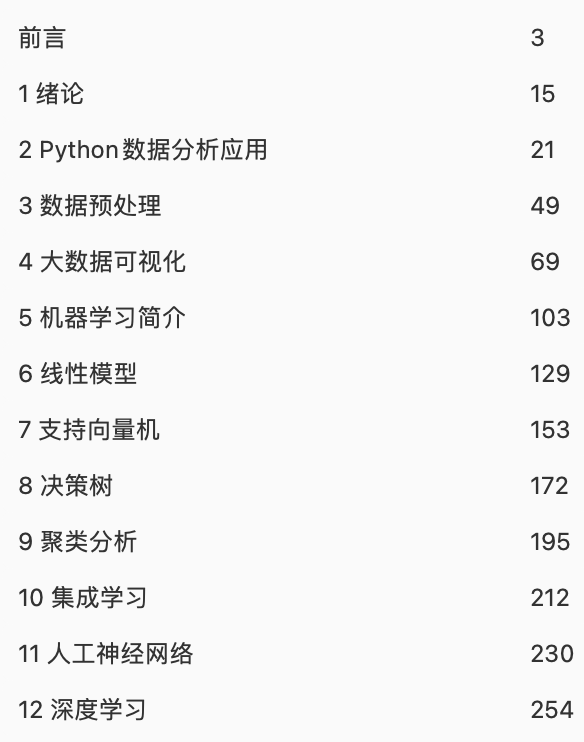 前言 3
1 绪论 15
2 Python数据分析应用 21
3 数据预处理 49
4 大数据可视化 69
5 机器学习简介 103
6 线性模型 129
7 支持向量机 153
8 决策树 172
9 聚类分析 195
10 集成学习 212
11 人工神经网络 230
12 深度学习 254